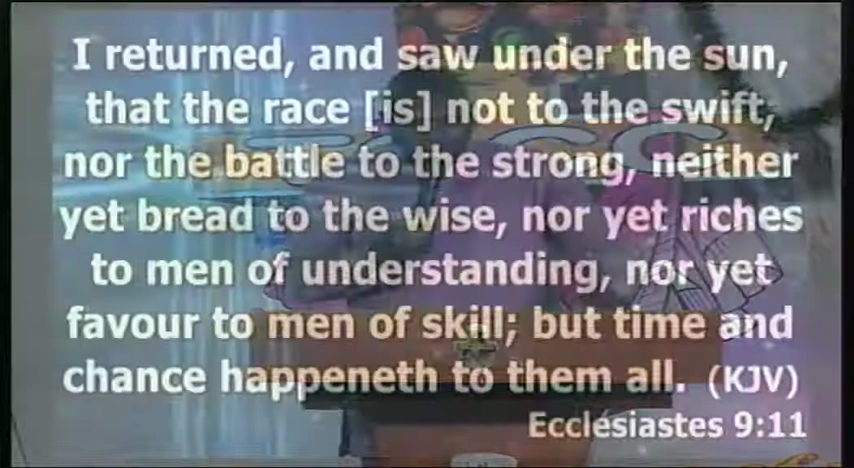 I returned, and saw under the sun,
that the race [is] not to the swift,
nor the battle to the strong, neither
yet bread to the wise, nor yet riches
to men of understanding, nor yet
favour to men of skill; but time and
chance happeneth to them all. (KJV)
Ecclesiastes 9:11